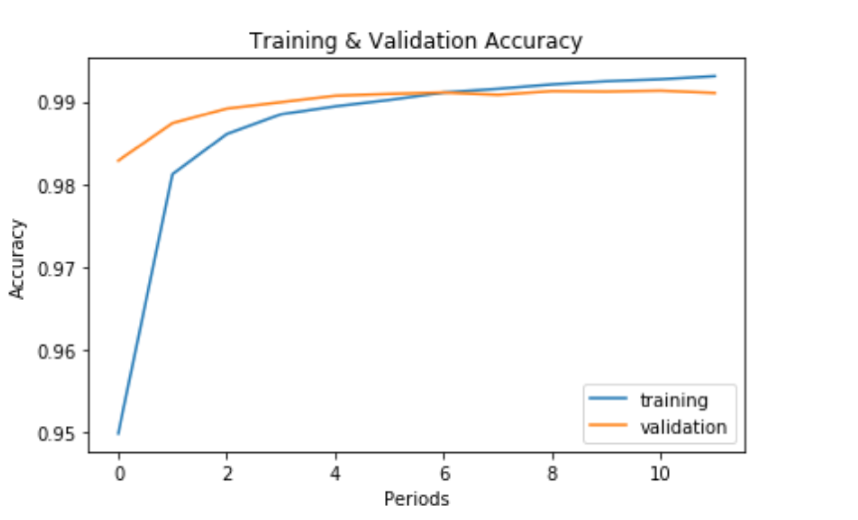 Training & Validation Accuracy
Accuracy
0.99
0.98
0.97
0.96
0.95
training
validation
0 2 4 6 8 10
Periods